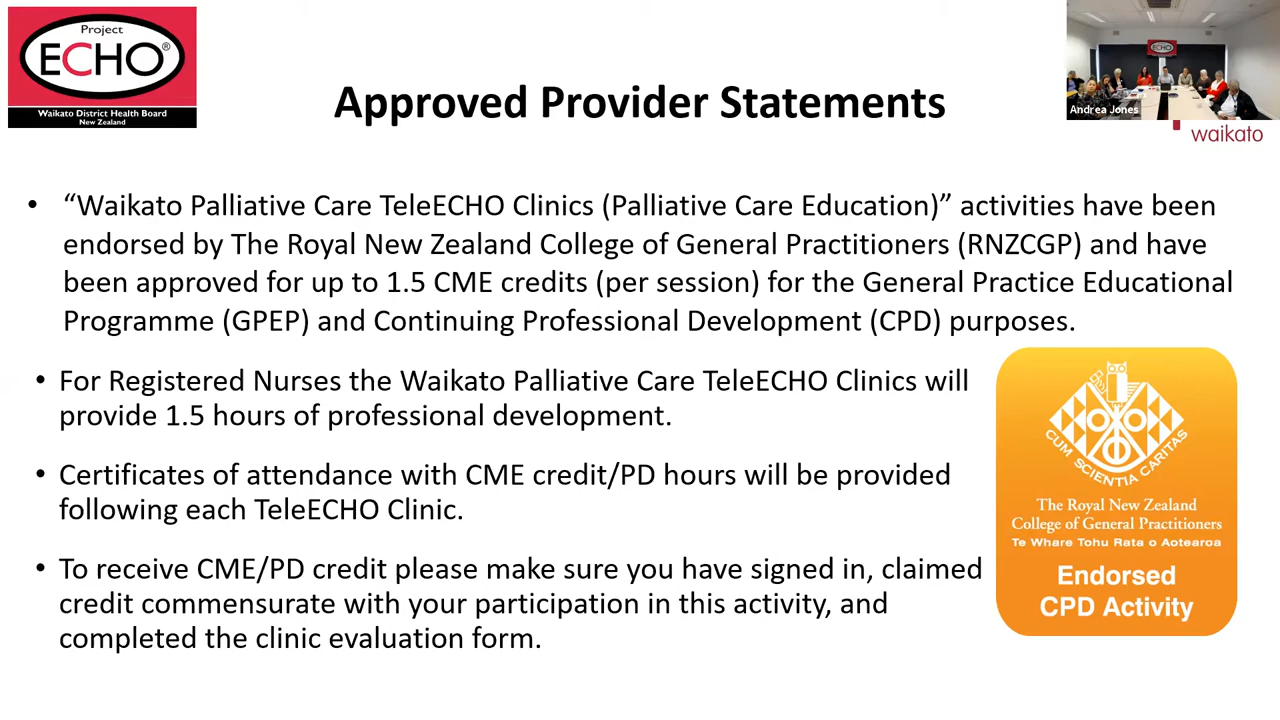 Project
ECHO®
Waikato District Health Board
New Zealand
Approved Provider Statements
Andrea Jones
waikato
• “Waikato Palliative Care TeleECHO Clinics (Palliative Care Education)” activities have been
endorsed by The Royal New Zealand College of General Practitioners (RNZCGP) and have
been approved for up to 1.5 CME credits (per session) for the General Practice Educational
Programme (GPEP) and Continuing Professional Development (CPD) purposes.
• For Registered Nurses the Waikato Palliative Care TeleECHO Clinics will
provide 1.5 hours of professional development.
• Certificates of attendance with CME credit/PD hours will be provided
following each TeleECHO Clinic.
• To receive CME/PD credit please make sure you have signed in, claimed
credit commensurate with your participation in this activity, and
completed the clinic evaluation form.
CUM SCIENTIA CARITAS
The Royal New Zealand
College of General Practitioners
Te Whare Tohu Rata o Aotearoa
Endorsed
CPD Activity